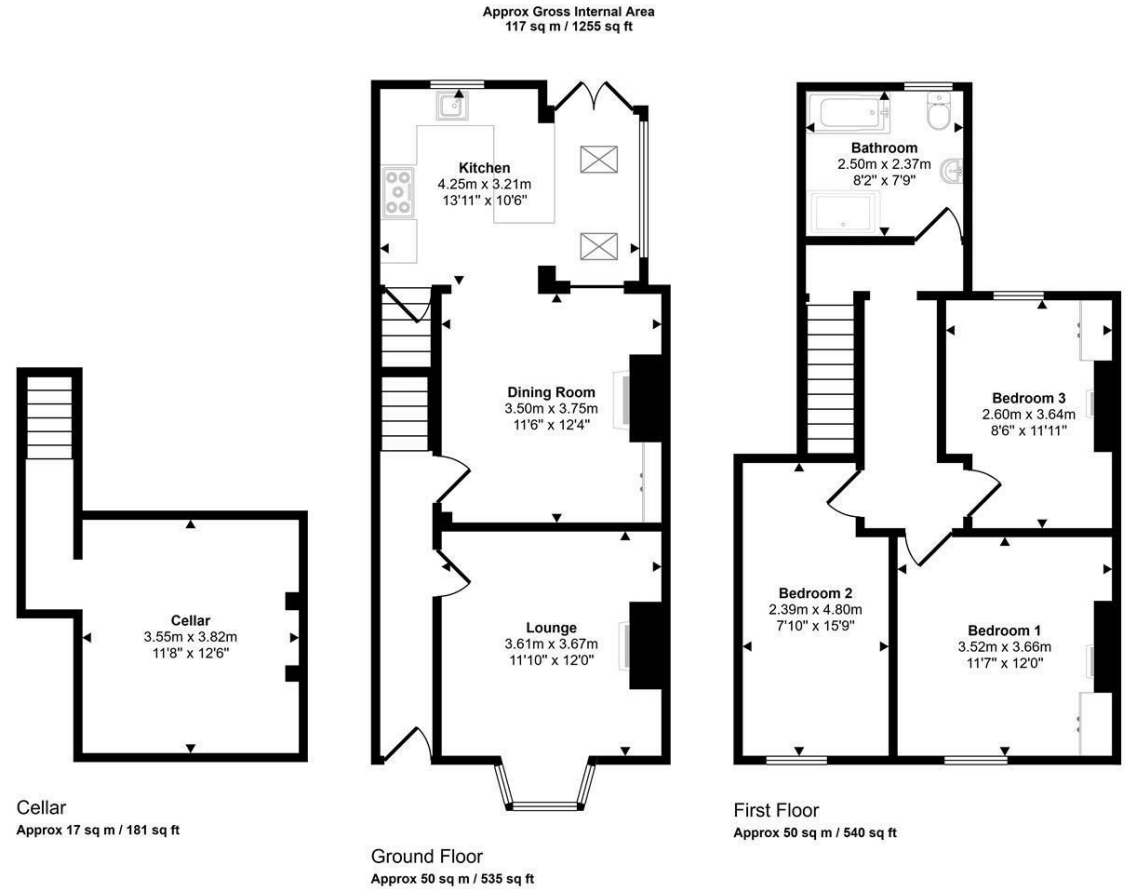 Approx Gross Internal Area
117 sq m / 1255 sq ft
Kitchen
4.25m x 3.21m
13'11" x 10'6"
Bathroom
2.50m x 2.37m
8'2" x 7'9"
Dining Room
3.50m x 3.75m
11'6" x 12'4"
Bedroom 3
2.60m x 3.64m
8'6" x 11'11"
Cellar
3.55m x 3.82m
11'8" x 12'6"
Lounge
3.61m x 3.67m
11'10" x 12'0"
Bedroom 2
2.39m x 4.80m
7'10" x 15'9"
Bedroom 1
3.52m x 3.66m
11'7" x 12'0"
Cellar
Approx 17 sq m / 181 sq ft
Ground Floor
Approx 50 sq m / 535 sq ft
First Floor
Approx 50 sq m / 540 sq ft